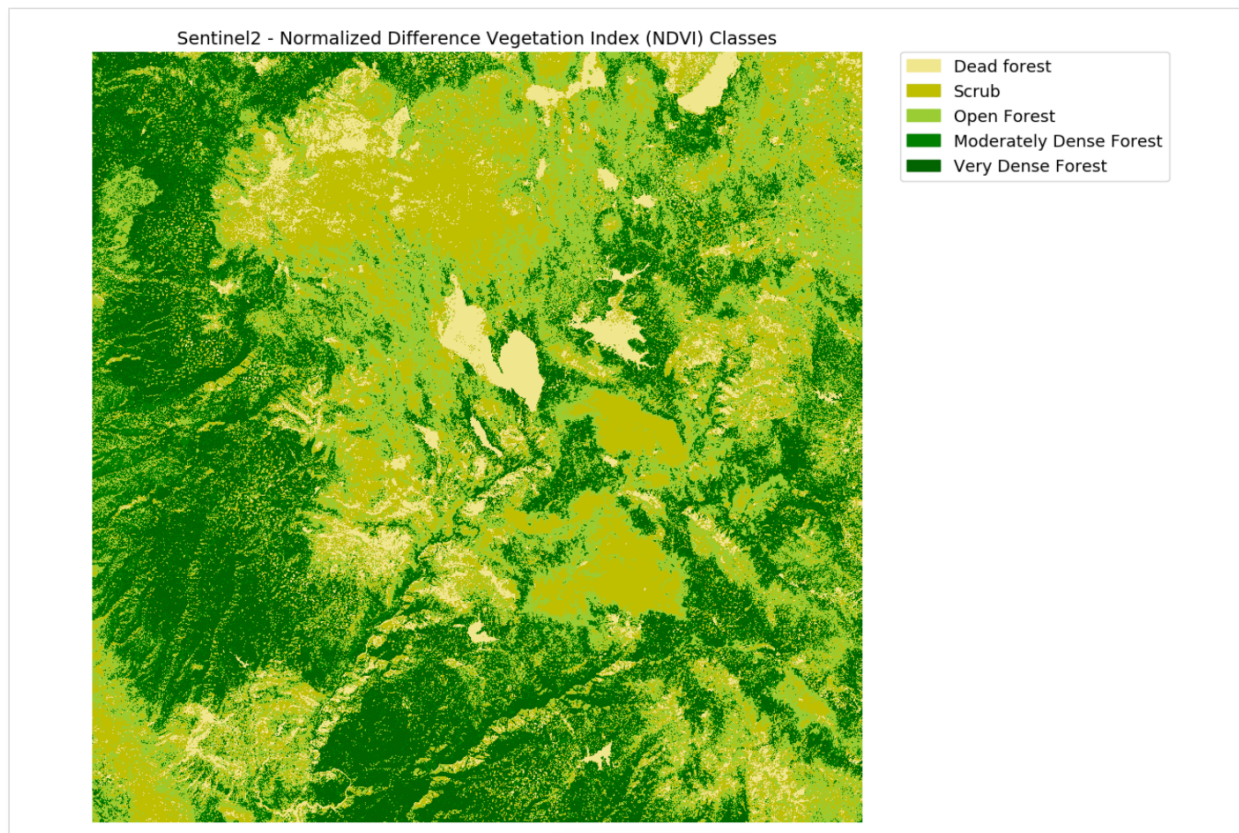 Sentinel2 - Normalized Difference Vegetation Index (NDVI) Classes
Dead forest
Scrub
Open Forest
Moderately Dense Forest
Very Dense Forest